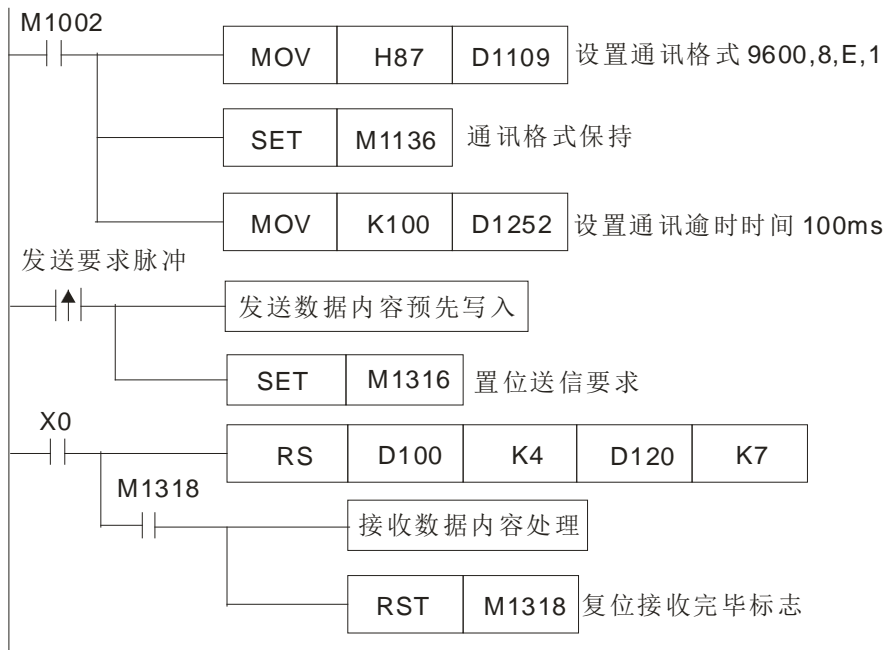 M1002
MOV H87 D1109 设置通讯格式 9600,8,E,1
SET M1136 通讯格式保持
MOV K100 D1252 设置通讯逾时时间 100ms
发送要求脉冲
发送数据内容预先写入
SET M1316 置位送信要求
X0
RS D100 K4 D120 K7
M1318
接收数据内容处理
RST M1318 复位接收完毕标志